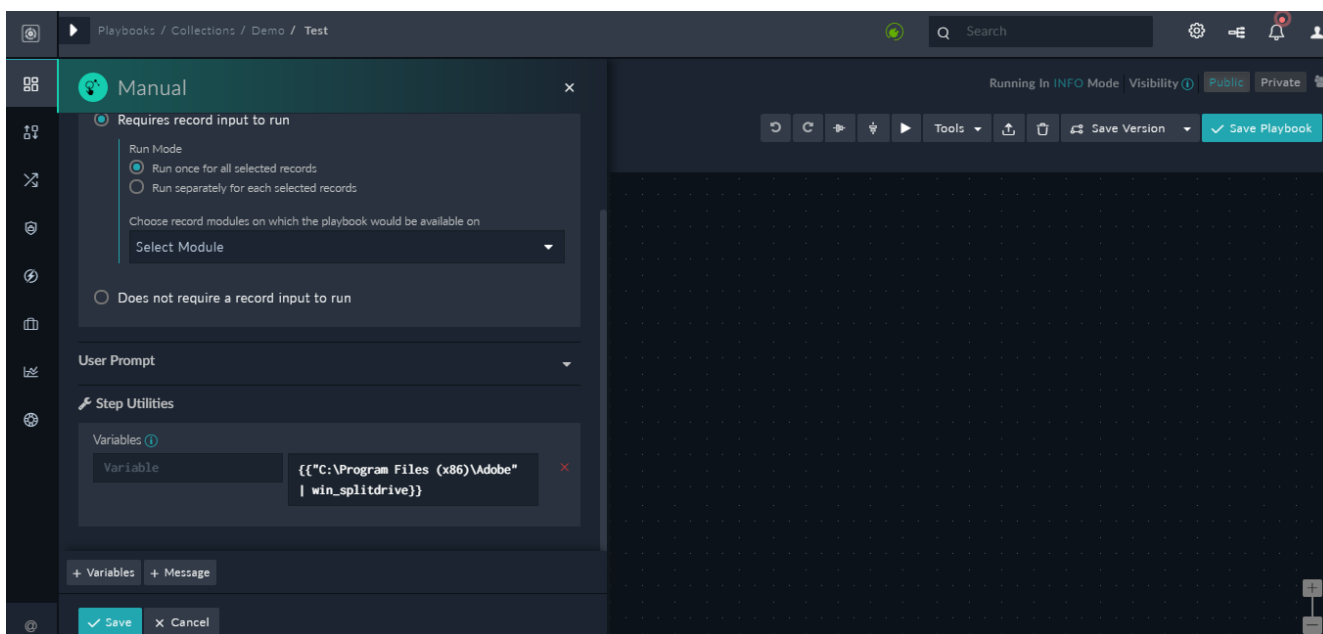 Playbooks / Collections / Demo / Test
Search
Manual
Running In INFO Mode
Visibility
Public
Private
Requires record input to run
Run Mode
Run once for all selected records
Run separately for each selected records
Choose record modules on which the playbook would be available on
Select Module
Does not require a record input to run
Tools
Save Version
Save Playbook
User Prompt
Step Utilities
Variables
Variable
{{"C:\Program Files (x86)\Adobe"
| win_splitdrive}}
+ Variables
+ Message
Save
Cancel
@